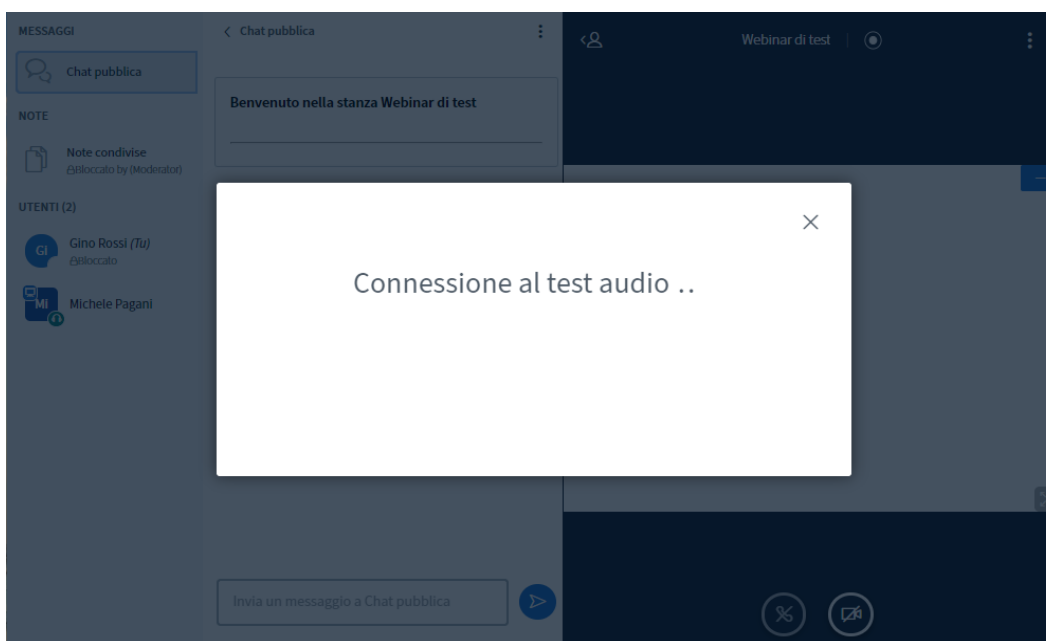 MESSAGGI
Chat pubblica
NOTE
Note condivise
Bloccato by (Moderator)
UTENTI (2)
GI
Gino Rossi (Tu)
Bloccato
Mi
Michele Pagani
Chat pubblica
Benvenuto nella stanza Webinar di test
Invia un messaggio a Chat pubblica
Webinar di test
Connessione al test audio ..